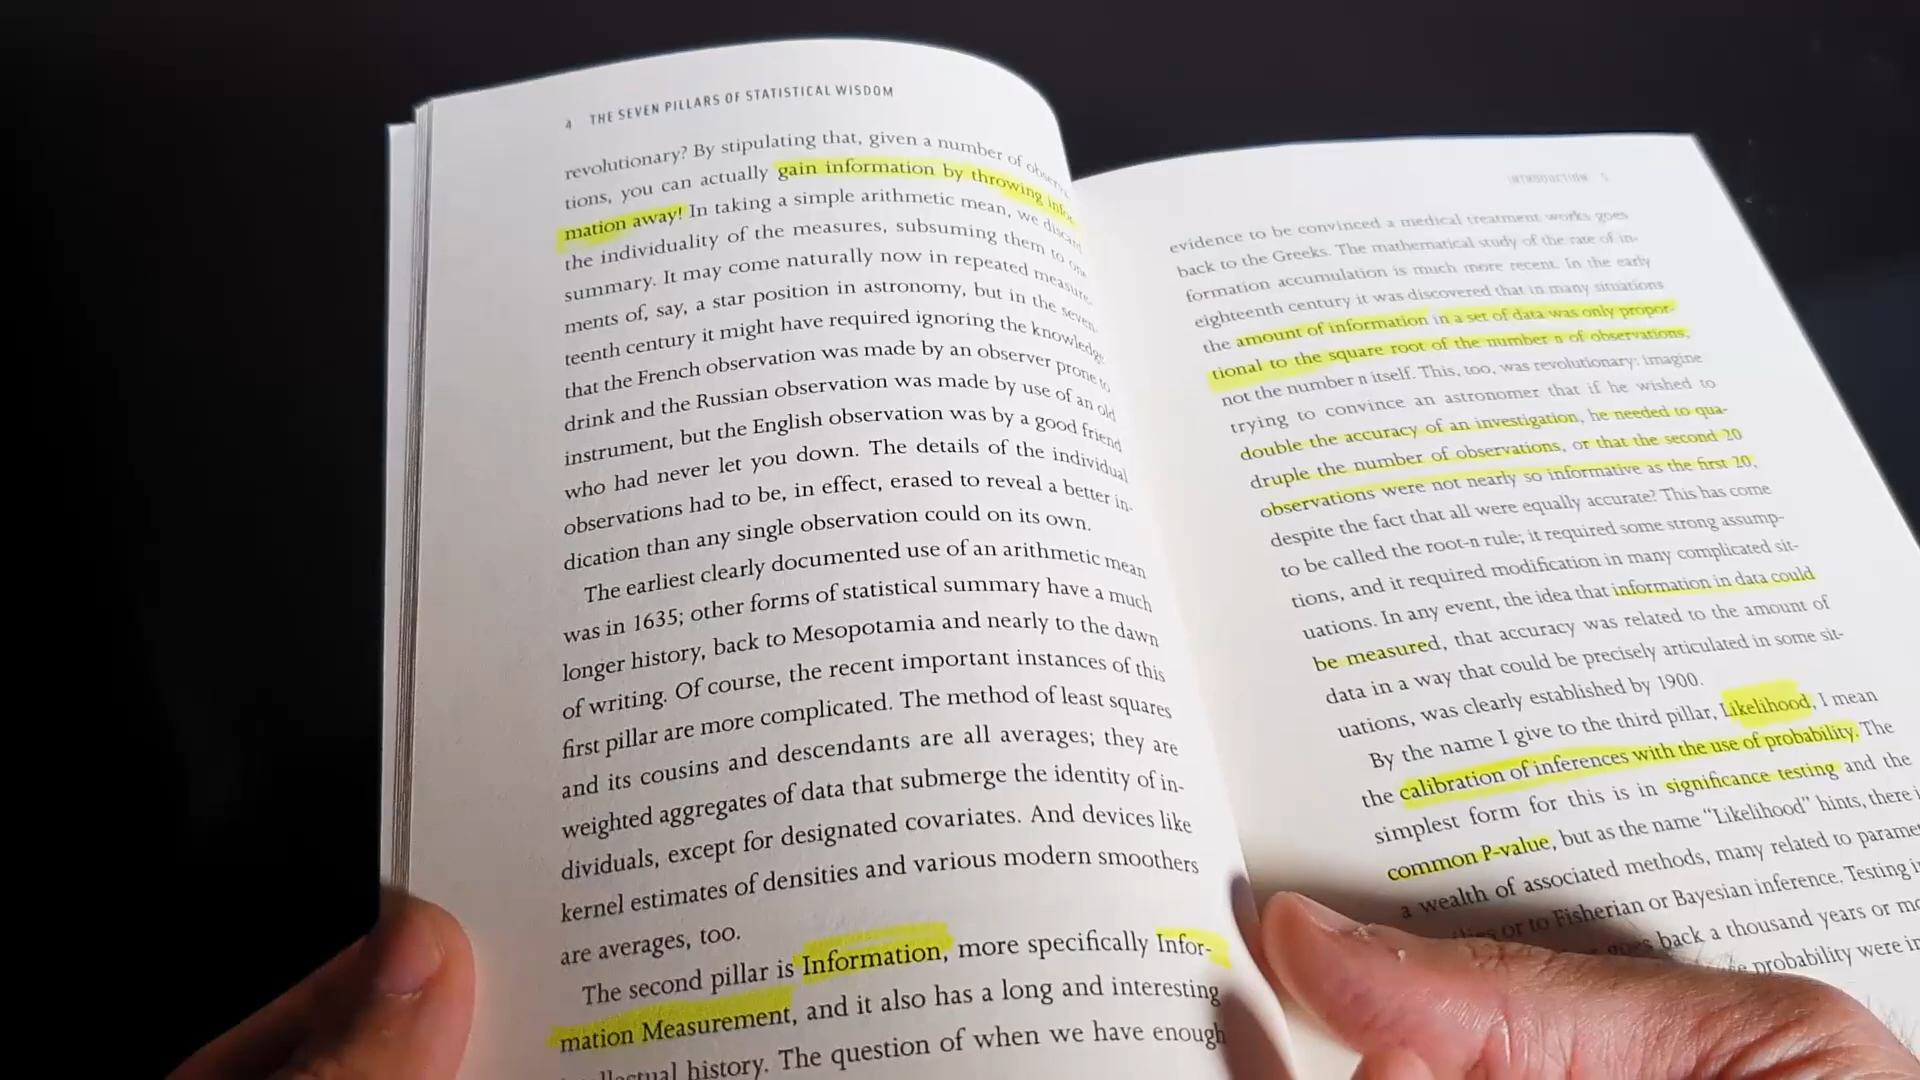 4 THE SEVEN PILLARS OF STATISTICAL WISDOM
revolutionary? By stipulating that, given a number of observa-
tions, you can actually gain information by throwing infor-
mation away! In taking a simple arithmetic mean, we discard
the individuality of the measures, subsuming them to one
summary. It may come naturally now in repeated measure-
ments of, say, a star position in astronomy, but in the seven-
teenth century it might have required ignoring the knowledge
that the French observation was made by an observer prone to
drink and the Russian observation was made by use of an old
instrument, but the English observation was by a good friend
who had never let you down. The details of the individual
observations had to be, in effect, erased to reveal a better in-
dication than any single observation could on its own.
The earliest clearly documented use of an arithmetic mean
was in 1635; other forms of statistical summary have a much
longer history, back to Mesopotamia and nearly to the dawn
of writing. Of course, the recent important instances of this
first pillar are more complicated. The method of least squares
and its cousins and descendants are all averages; they are
weighted aggregates of data that submerge the identity of in-
dividuals, except for designated covariates. And devices like
kernel estimates of densities and various modern smoothers
are averages, too.
The second pillar is Information, more specifically Infor-
mation Measurement, and it also has a long and interesting
history. The question of when we have enough
INTRODUCTION 5
evidence to be convinced a medical treatment works goes
back to the Greeks. The mathematical study of the rate of in-
formation accumulation is much more recent. In the early
eighteenth century it was discovered that in many situations
the amount of information in a set of data was only propor-
tional to the square root of the number n of observations,
not the number n itself. This, too, was revolutionary: imagine
trying to convince an astronomer that if he wished to
double the accuracy of an investigation, he needed to qua-
druple the number of observations, or that the second 20
observations were not nearly so informative as the first 20,
despite the fact that all were equally accurate? This has come
to be called the root-n rule; it required some strong assump-
tions, and it required modification in many complicated sit-
uations. In any event, the idea that information in data could
be measured, that accuracy was related to the amount of
data in a way that could be precisely articulated in some sit-
uations, was clearly established by 1900.
By the name I give to the third pillar, Likelihood, I mean
the calibration of inferences with the use of probability. The
simplest form for this is in significance testing and the
common P-value, but as the name "Likelihood" hints, there
a wealth of associated methods, many related to
or to Fisherian or Bayesian inference. Testing
goes back a thousand years or
probability were